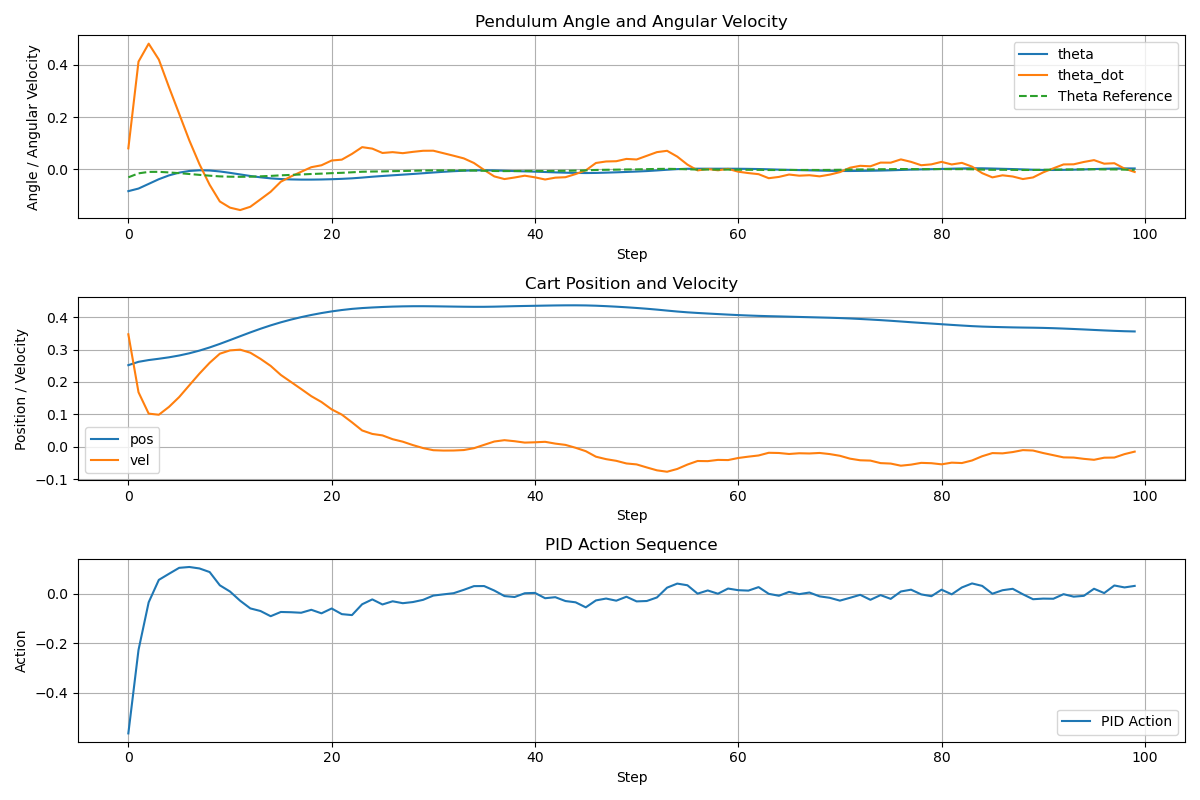 Pendulum Angle and Angular Velocity
Angle / Angular Velocity
0.4
0.2
0.0
theta
theta_dot
Theta Reference
0 20 40 60 80 100
Step
Cart Position and Velocity
Position / Velocity
0.4
0.3
0.2
0.1
0.0
−0.1
pos
vel
0 20 40 60 80 100
Step
PID Action Sequence
Action
0.0
−0.2
−0.4
PID Action
0 20 40 60 80 100
Step